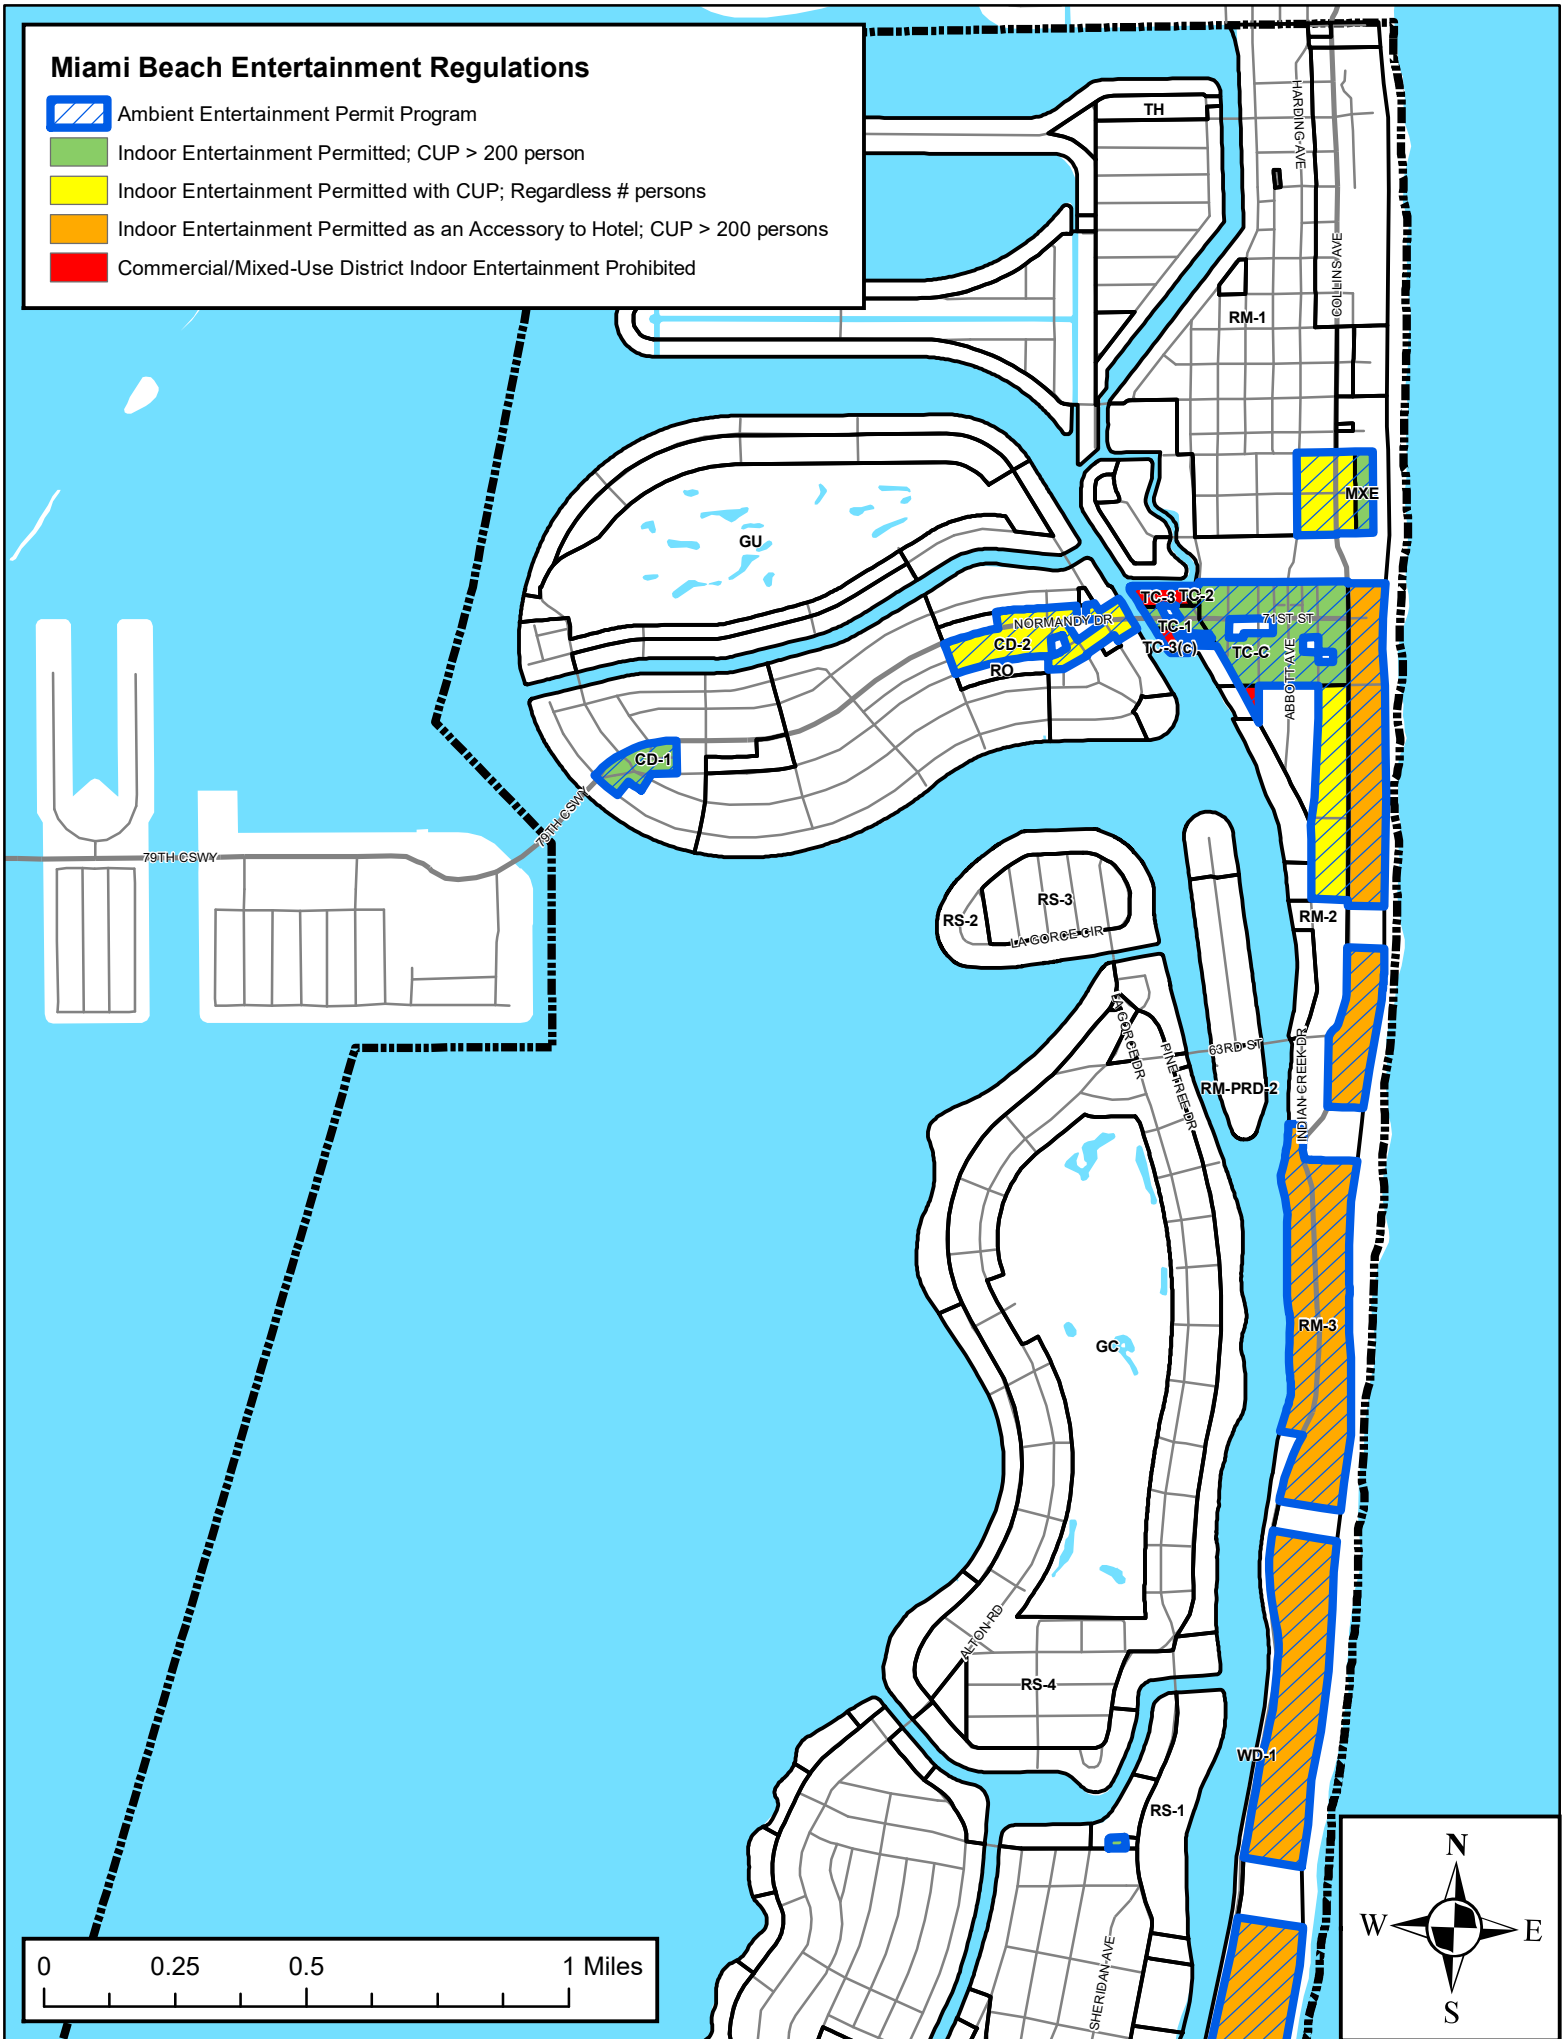 Miami Beach Entertainment Regulations
Ambient Entertainment Permit Program
Indoor Entertainment Permitted; CUP > 200 person
Indoor Entertainment Permitted with CUP; Regardless # persons
Indoor Entertainment Permitted as an Accessory to Hotel; CUP > 200 persons
Commercial/Mixed-Use District Indoor Entertainment Prohibited
TH
HARDING AVE
COLLINS AVE
RM-1
MXE
GU
TC-3
TC-2
NORMANDY DR
71ST ST
TC-1
CD-2
TC-3(c)
TC-C
RO
ABBOTT AVE
CD-1
79TH CSWY
79TH CSWY
RS-3
RS-2
LA GORCE CIR
RM-2
LA GORCE DR
PINE TREE DR
63RD ST
INDIAN CREEK DR
RM-PRD-2
RM-3
GC
ALTON RD
RS-4
WD-1
RS-1
SHERIDAN AVE
N
W
E
S
0 0.25 0.5 1 Miles